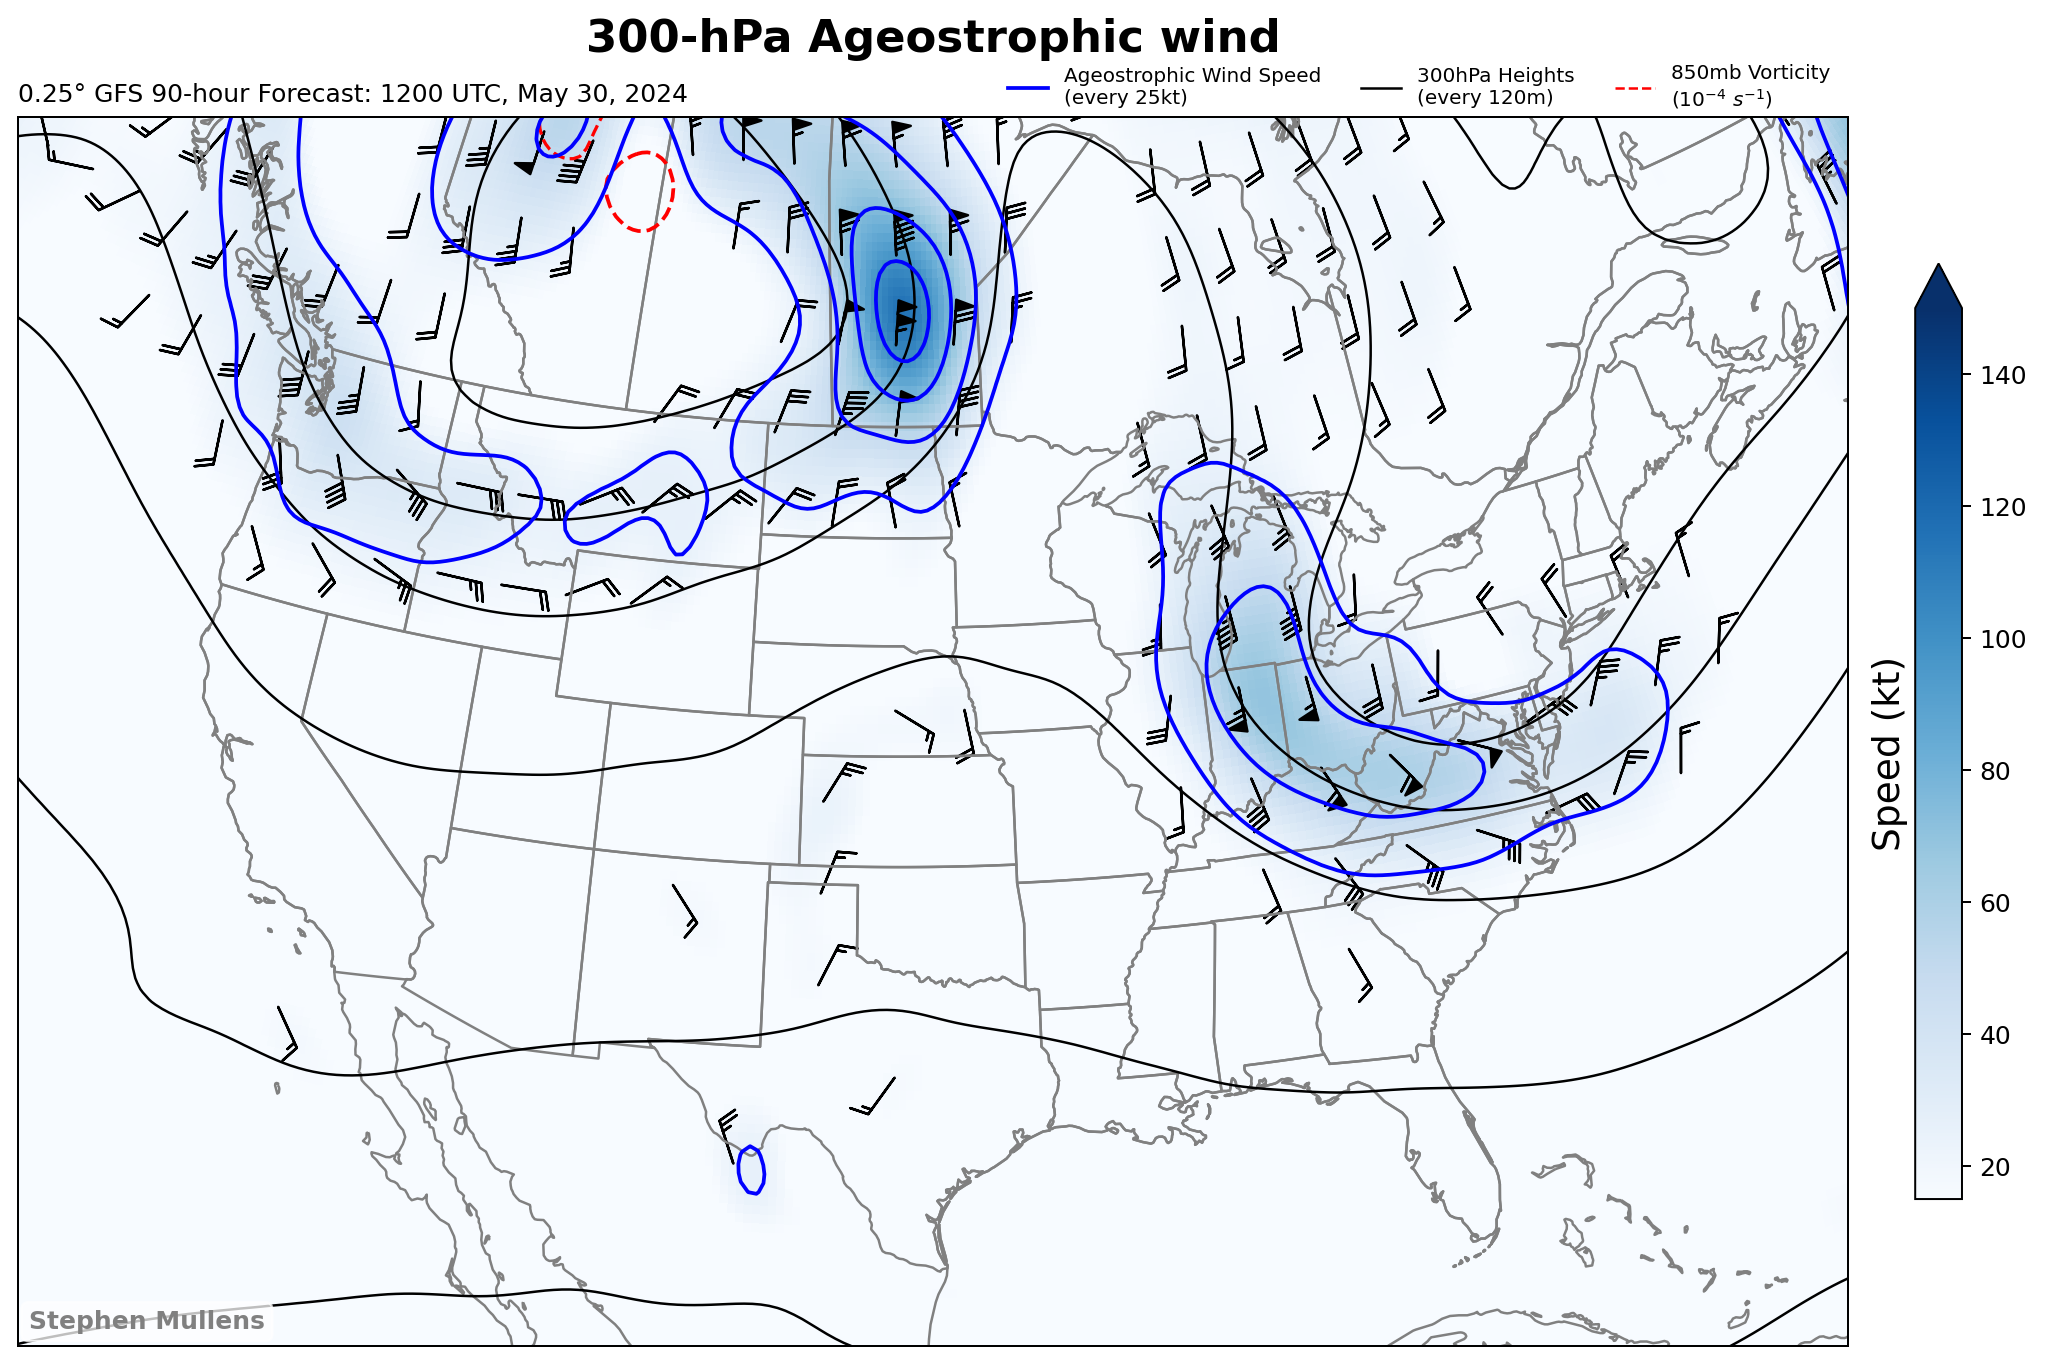 300-hPa Ageostrophic wind
0.25° GFS 90-hour Forecast: 1200 UTC, May 30, 2024
Ageostrophic Wind Speed
(every 25kt)
300hPa Heights
(every 120m)
850mb Vorticity
(10⁻⁴ s⁻¹)
140
120
100
80
60
40
20
Speed (kt)
Stephen Mullens